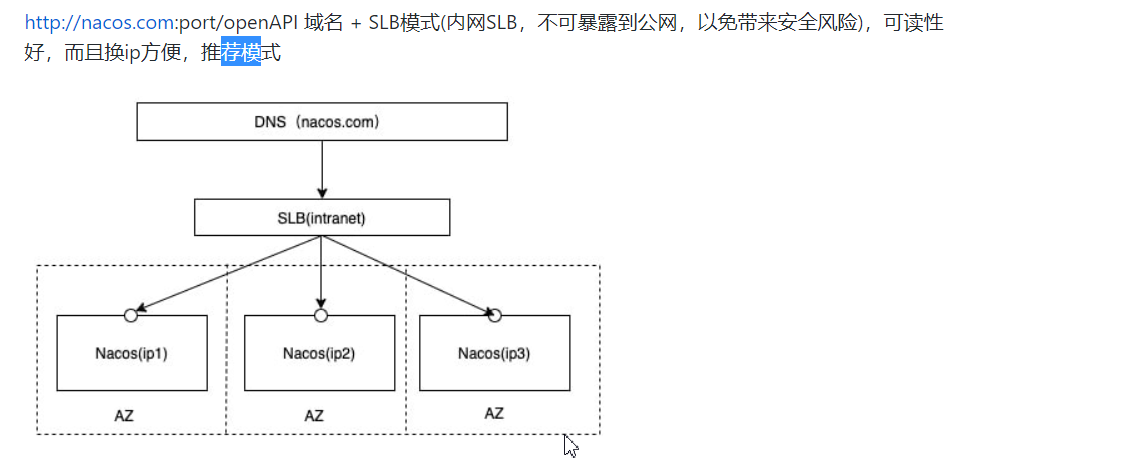 http://nacos.com:port/openAPI 域名 + SLB模式(内网SLB，不可暴露到公网，以免带来安全风险)，可读性
好，而且换ip方便，推荐模式
DNS（nacos.com）
SLB(intranet)
Nacos(ip1)
Nacos(ip2)
Nacos(ip3)
AZ
AZ
AZ